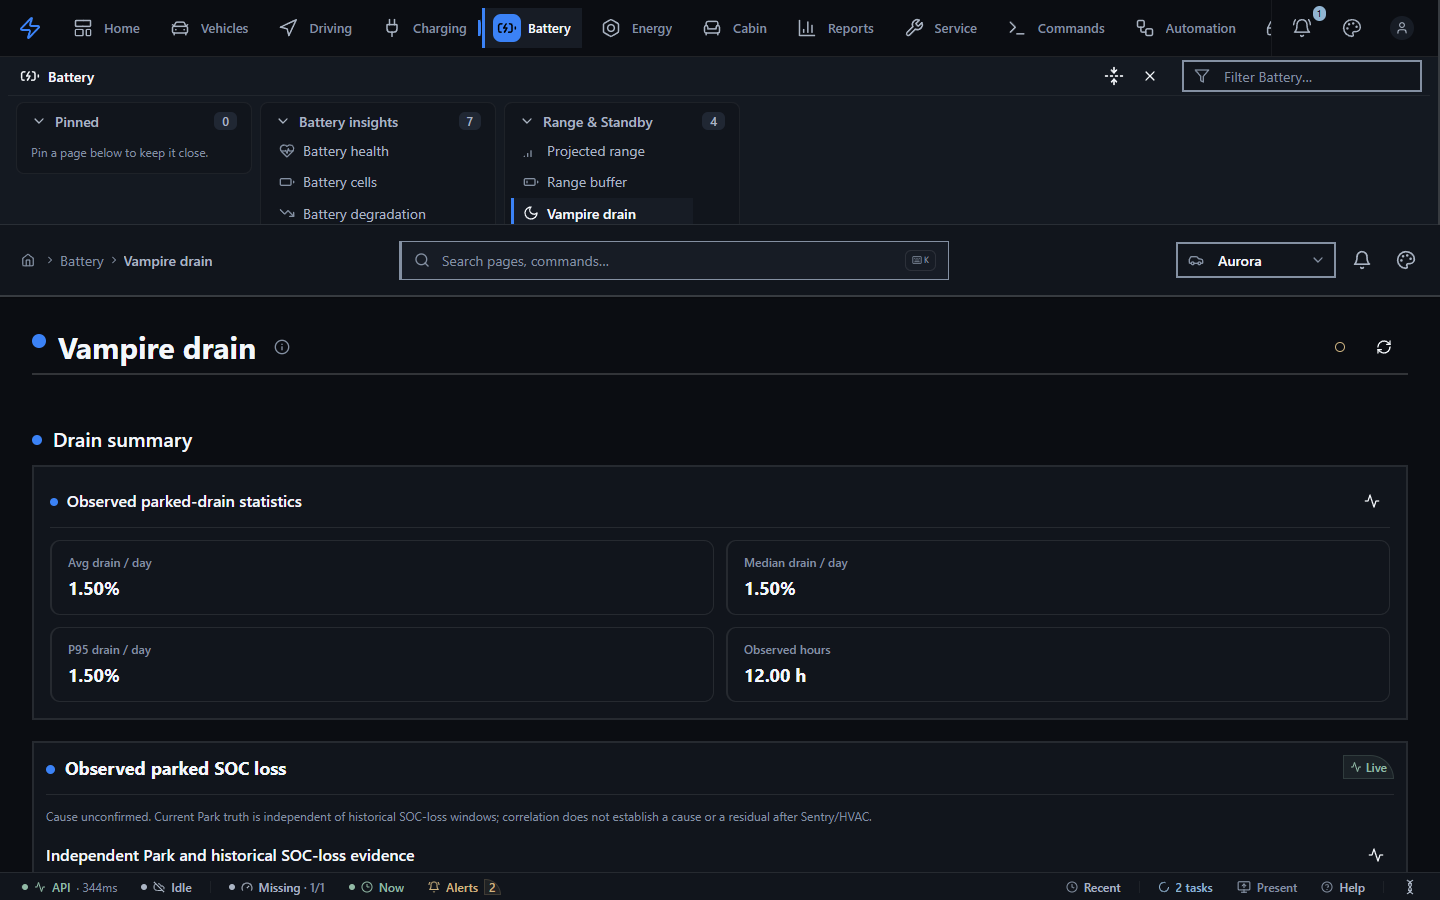 Home
Vehicles
Driving
Charging
Battery
Energy
Cabin
Reports
Service
Commands
Automation
1
Battery
Filter Battery...
Pinned
0
Pin a page below to keep it close.
Battery insights
7
Battery health
Battery cells
Battery degradation
Range & Standby
4
Projected range
Range buffer
Vampire drain
Battery
Vampire drain
Search pages, commands...
K
Aurora
Vampire drain
Drain summary
Observed parked-drain statistics
Avg drain / day
1.50%
Median drain / day
1.50%
P95 drain / day
1.50%
Observed hours
12.00 h
Observed parked SOC loss
Live
Cause unconfirmed. Current Park truth is independent of historical SOC-loss windows; correlation does not establish a cause or a residual after Sentry/HVAC.
Independent Park and historical SOC-loss evidence
API · 344ms
Idle
Missing · 1/1
Now
Alerts 2
Recent
2 tasks
Present
Help